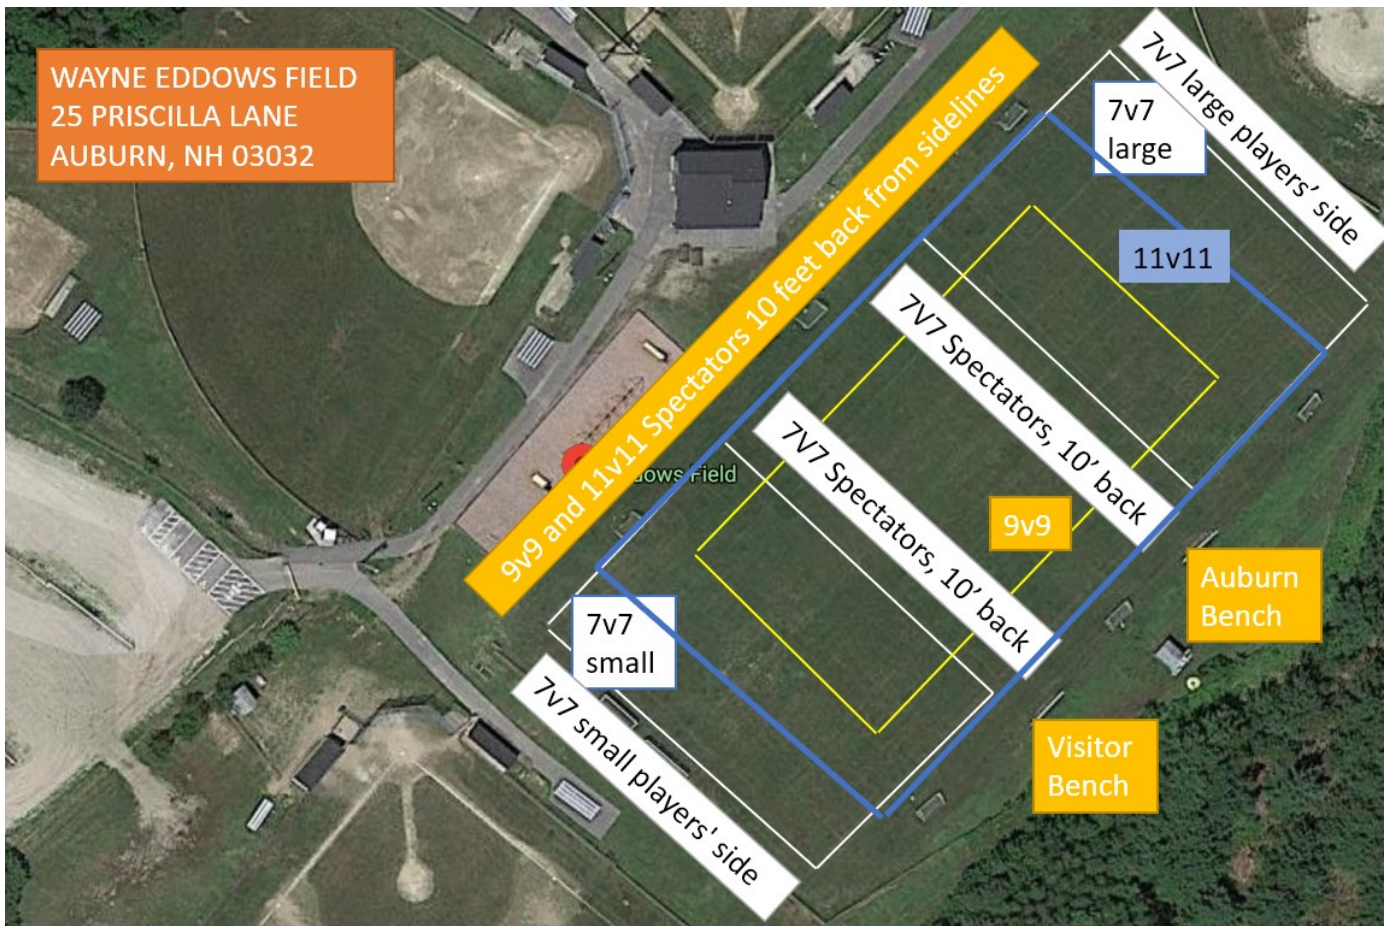 WAYNE EDDOWS FIELD
25 PRISCILLA LANE
AUBURN, NH 03032
7v7 large players' side
7v7
large
11v11
9v9 and 11v11 Spectators 10 feet back from sidelines
7V7 Spectators, 10' back
7V7 Spectators, 10' back
dows Field
9v9
Auburn
Bench
7v7
small
7v7 small players' side
Visitor
Bench